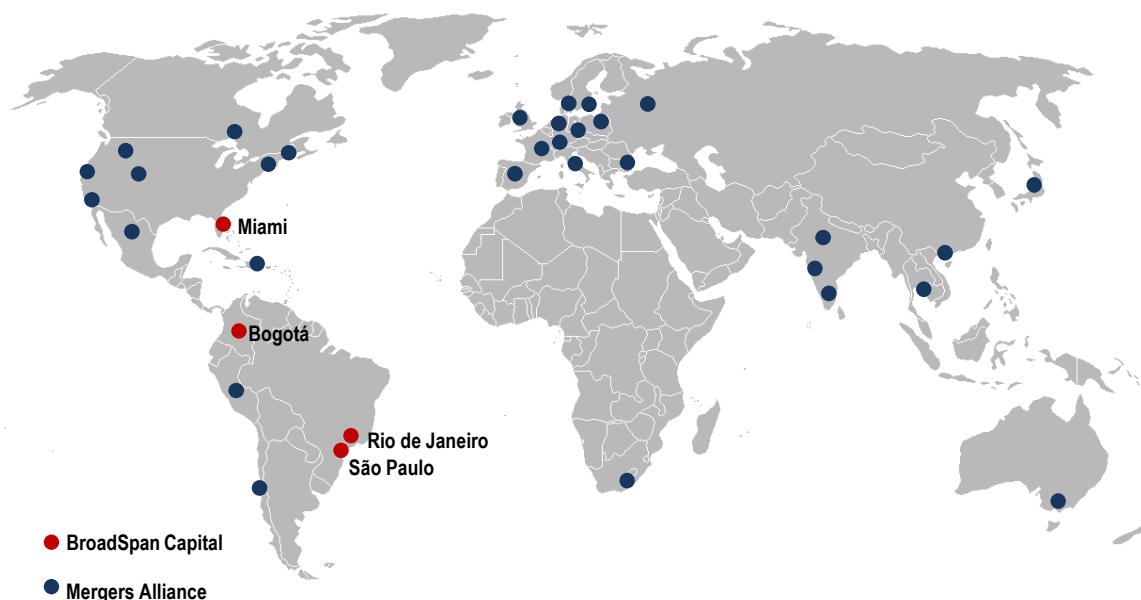 Miami
Bogotá
Rio de Janeiro
São Paulo
BroadSpan Capital
Mergers Alliance